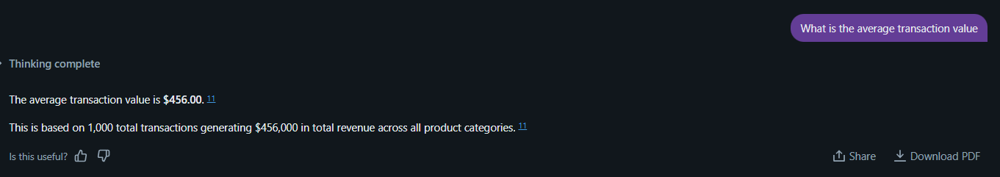 What is the average transaction value
Thinking complete
The average transaction value is $456.00. 11
This is based on 1,000 total transactions generating $456,000 in total revenue across all product categories. 11
Is this useful?
Share
Download PDF